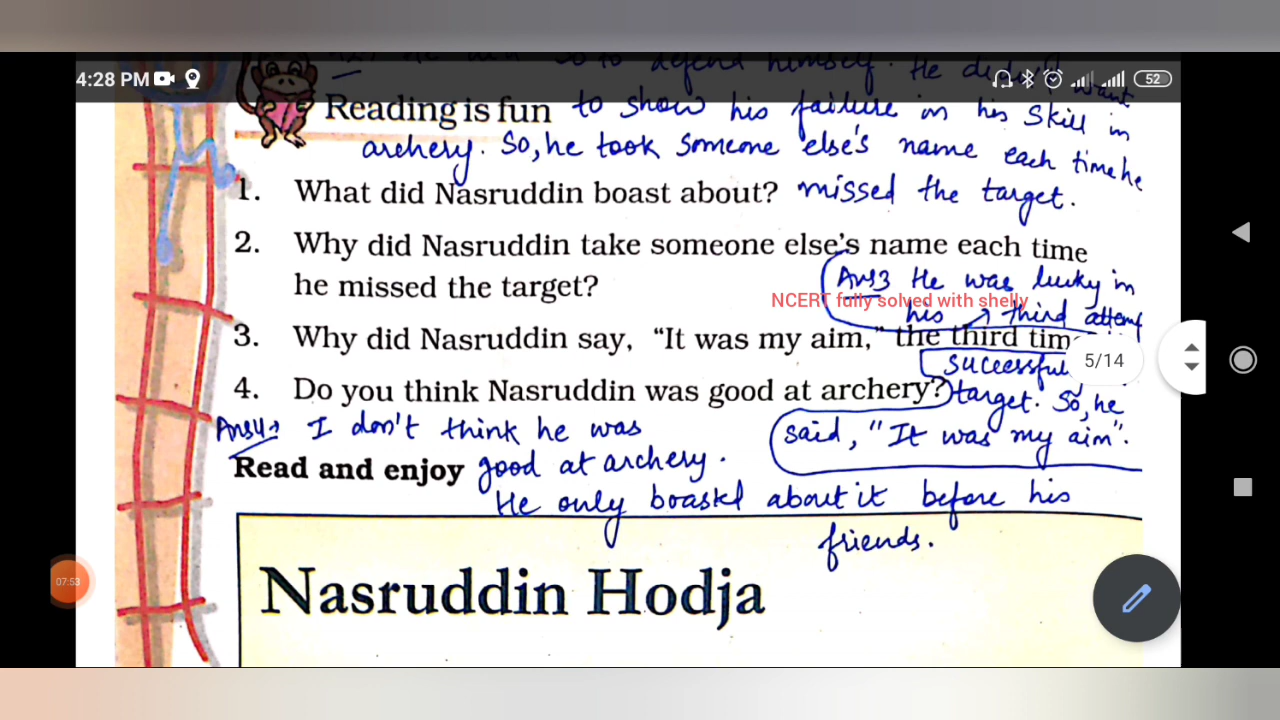 4:28 PM
52
to defend himself. He didn't want
Reading is fun to show his failure in his skill in
archery. So, he took someone else's name each time he
1. What did Nasruddin boast about? missed the target.
2. Why did Nasruddin take someone else's name each time
he missed the target?
Ans3 He was lucky in
NCERT fully solved with shelly
his third attempt
3. Why did Nasruddin say, "It was my aim," the third tim
5/14
successful
4. Do you think Nasruddin was good at archery?
target. So, he
Ans4→ I don't think he was
said, "It was my aim".
Read and enjoy good at archery.
He only boasted about it before his
friends.
07:53
Nasruddin Hodja